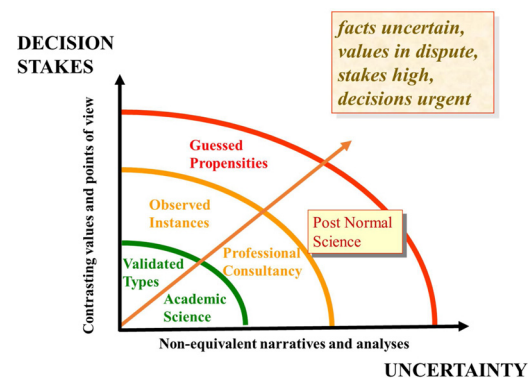 facts uncertain,
values in dispute,
stakes high,
decisions urgent
DECISION
STAKES
Contrasting values and points of view
Guessed
Propensities
Observed
Instances
Post Normal
Science
Validated
Types
Professional
Consultancy
Academic
Science
Non-equivalent narratives and analyses
UNCERTAINTY